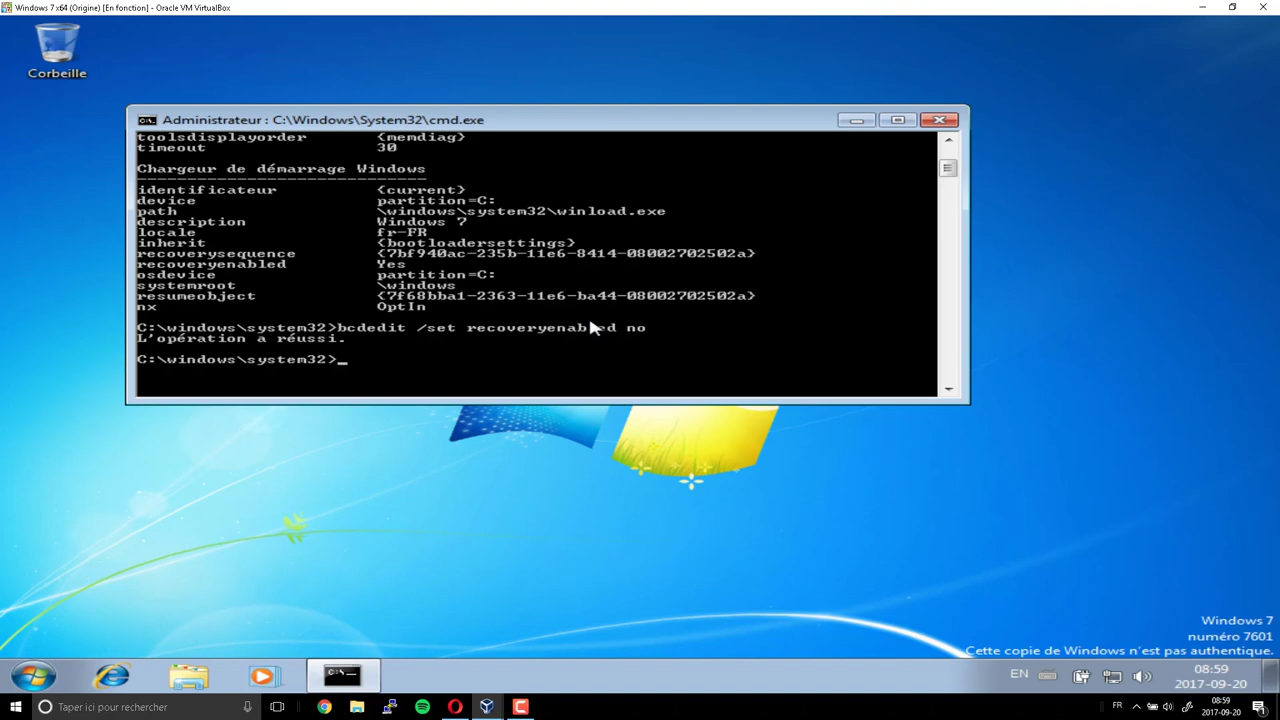 Windows 7 x64 (Origine) [En fonction] - Oracle VM VirtualBox
Corbeille
Administrateur : C:\Windows\System32\cmd.exe
toolsdisplayorder {memdiag}
timeout 30
Chargeur de démarrage Windows
-----------------------------
identificateur {current}
device partition=C:
path \windows\system32\winload.exe
description Windows 7
locale fr-FR
inherit {bootloadersettings}
recoverysequence {7bf940ac-235b-11e6-8414-08002702502a}
recoveryenabled Yes
osdevice partition=C:
systemroot \windows
resumeobject {7f68bba1-2363-11e6-ba44-08002702502a}
nx OptIn
C:\windows\system32>bcdedit /set recoveryenabled no
L'opération a réussi.
C:\windows\system32>_
Windows 7
numéro 7601
Cette copie de Windows n'est pas authentique.
C:\
EN
08:59
2017-09-20
Taper ici pour rechercher
FR
08:59
2017-09-20
1